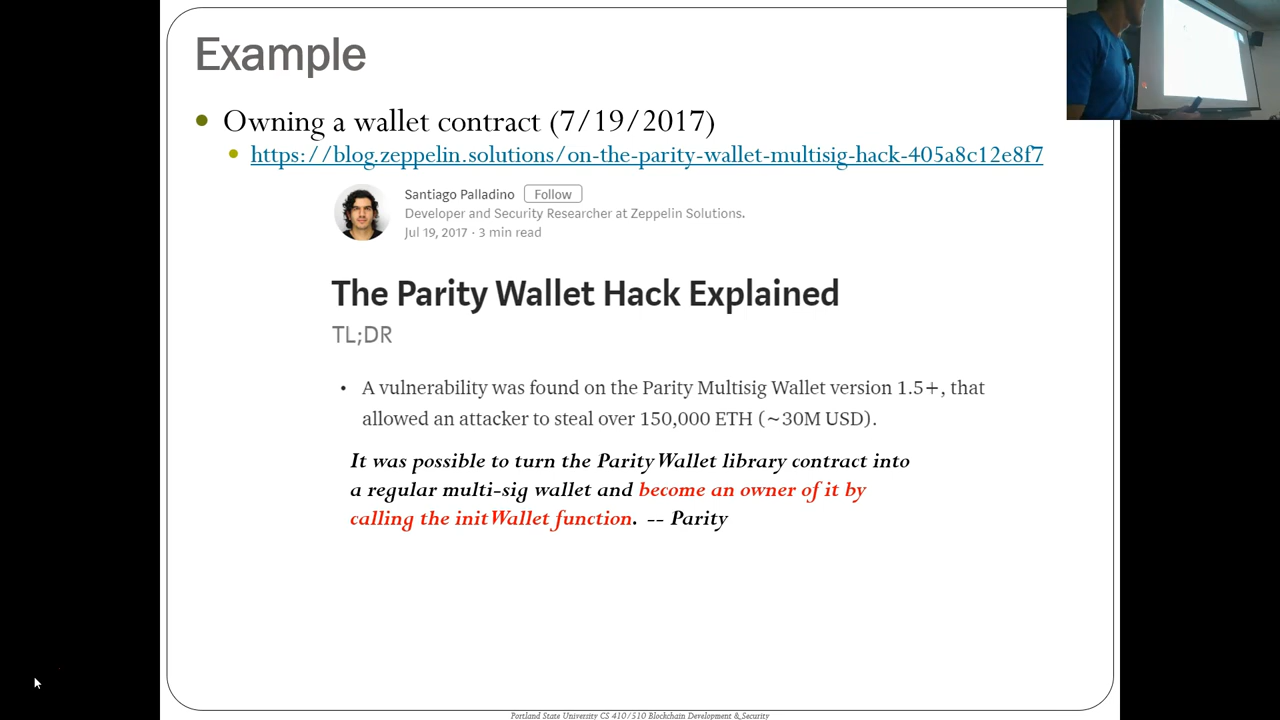 Example
Owning a wallet contract (7/19/2017)
https://blog.zeppelin.solutions/on-the-parity-wallet-multisig-hack-405a8c12e8f7
Santiago Palladino Follow
Developer and Security Researcher at Zeppelin Solutions.
Jul 19, 2017 · 3 min read
The Parity Wallet Hack Explained
TL;DR
• A vulnerability was found on the Parity Multisig Wallet version 1.5+, that
allowed an attacker to steal over 150,000 ETH (~30M USD).
It was possible to turn the Parity Wallet library contract into
a regular multi-sig wallet and become an owner of it by
calling the initWallet function. -- Parity
Portland State University CS 410/510 Blockchain Development & Security